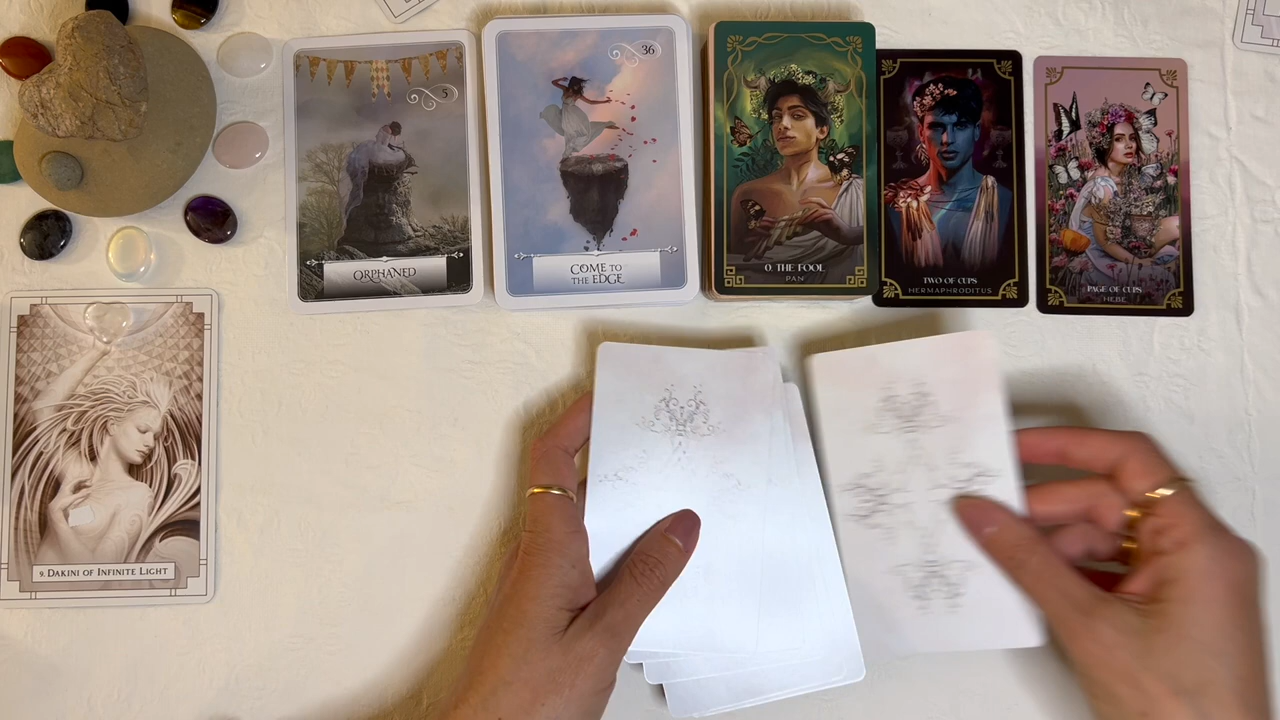 5
ORPHANED
36
COME TO
THE EDGE
0. THE FOOL
PAN
TWO OF CUPS
HERMAPHRODITUS
PAGE OF CUPS
HEBE
9. DAKINI OF INFINITE LIGHT